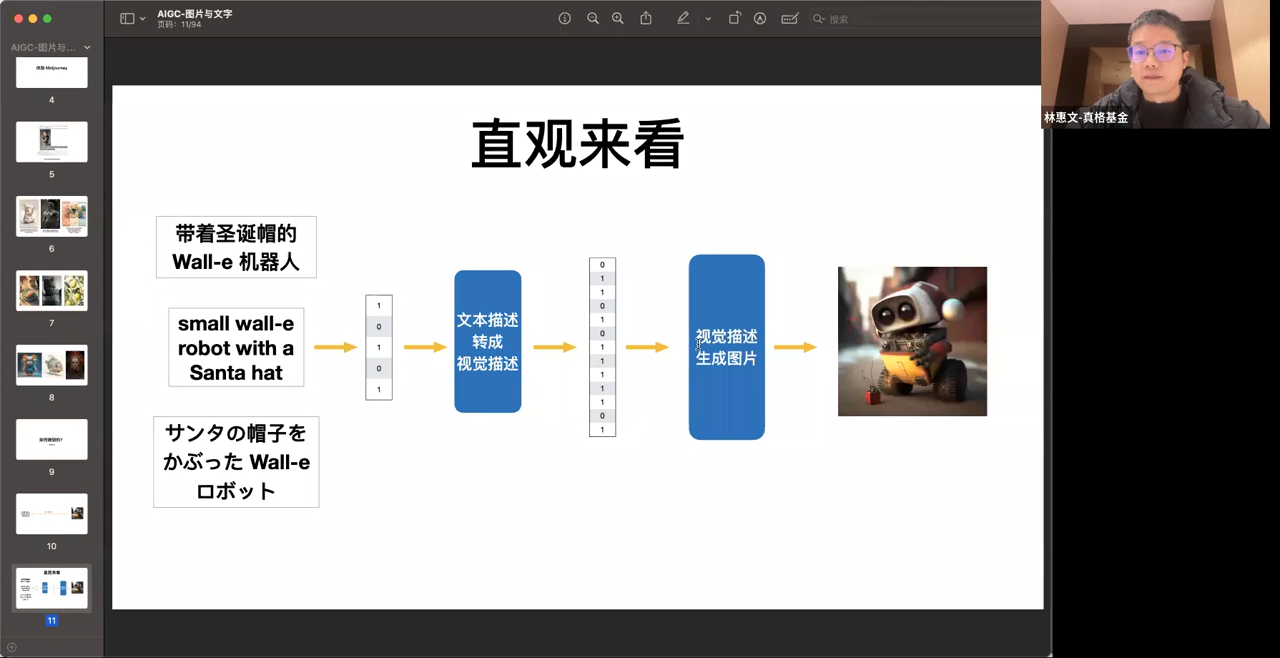 AIGC-图片与文字
页码：11/94
搜索
AIGC-图片与...
体验 Midjourney
4
5
6
7
8
如何做到的?
9
10
直观来看
11
直观来看
带着圣诞帽的
Wall-e 机器人
small wall-e
robot with a
Santa hat
サンタの帽子を
かぶった Wall-e
ロボット
1
0
1
0
1
文本描述
转成
视觉描述
0
1
1
0
1
0
1
1
1
1
1
0
1
视觉描述
生成图片
林惠文-真格基金